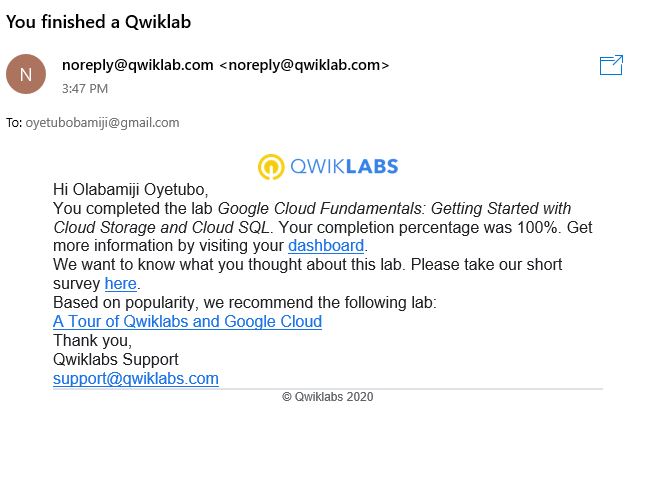 You finished a Qwiklab
N
noreply@qwiklab.com <noreply@qwiklab.com>
3:47 PM
To: oyetubobamiji@gmail.com
QWIKLABS
Hi Olabamiji Oyetubo,
You completed the lab Google Cloud Fundamentals: Getting Started with
Cloud Storage and Cloud SQL. Your completion percentage was 100%. Get
more information by visiting your dashboard.
We want to know what you thought about this lab. Please take our short
survey here.
Based on popularity, we recommend the following lab:
A Tour of Qwiklabs and Google Cloud
Thank you,
Qwiklabs Support
support@qwiklabs.com
© Qwiklabs 2020